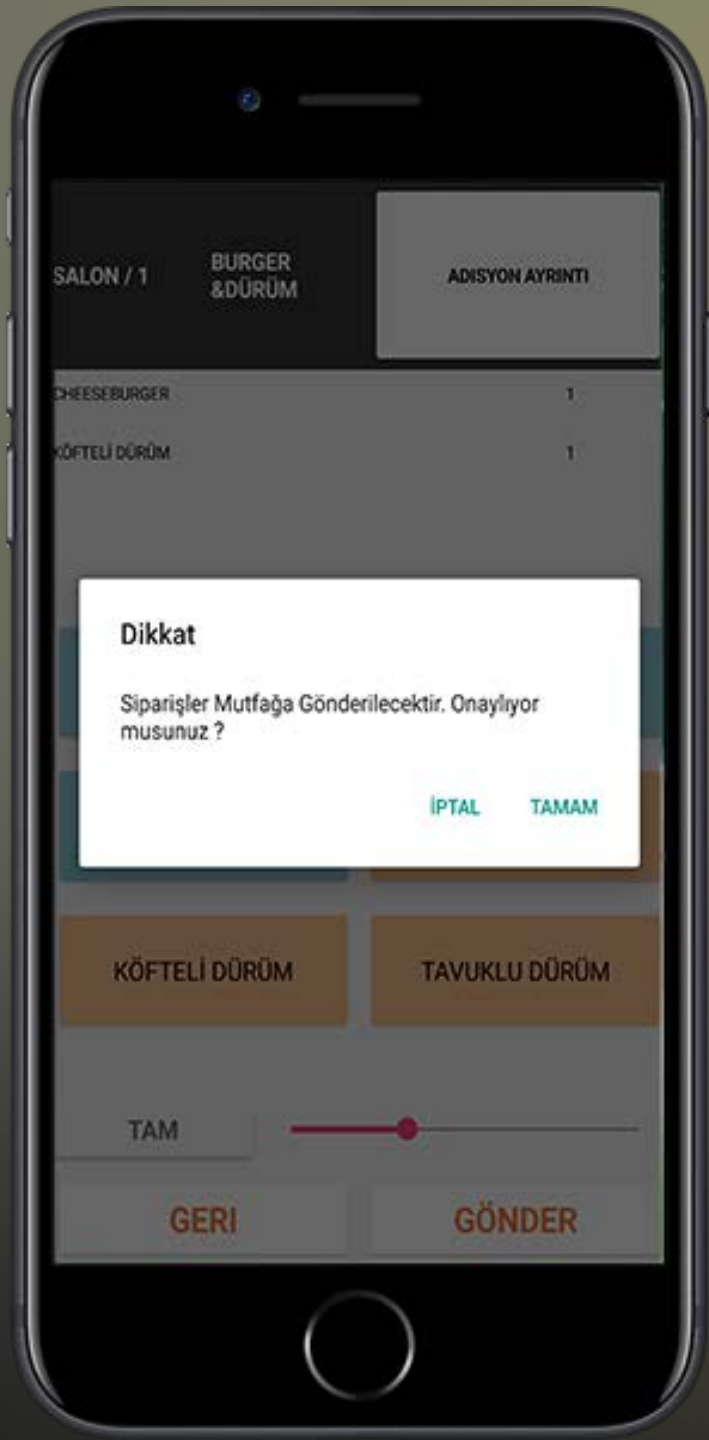 SALON / 1
BURGER
&DÜRÜM
ADISYON AYRINTI
CHEESEBURGER 1
KÖFTELİ DÜRÜM 1
Dikkat
Siparişler Mutfağa Gönderilecektir. Onaylıyor
musunuz ?
İPTAL TAMAM
KÖFTELİ DÜRÜM TAVUKLU DÜRÜM
TAM
GERI GÖNDER